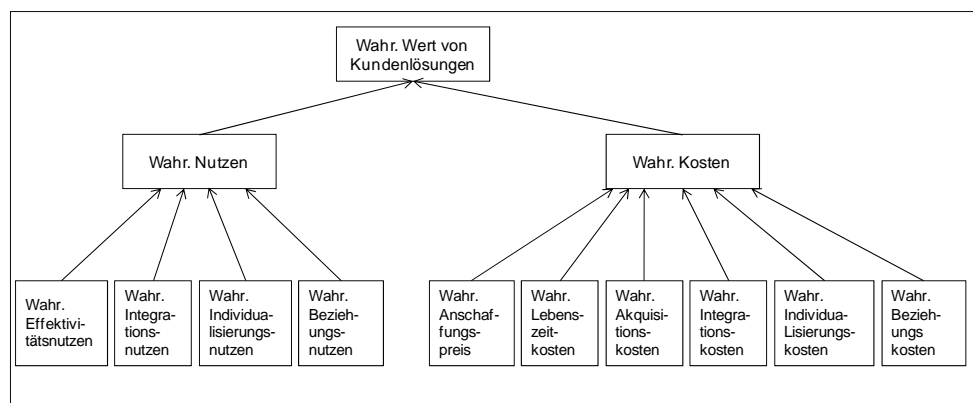 Wahr. Wert von
Kundenlösungen
Wahr. Nutzen
Wahr. Kosten
Wahr.
Effektivi-
tätsnutzen
Wahr.
Integra-
tions-
nutzen
Wahr.
Individua-
lisierungs-
nutzen
Wahr.
Bezieh-
ungs-
nutzen
Wahr.
Anschaf-
fungs-
preis
Wahr.
Lebens-
zeit-
kosten
Wahr.
Akquisi-
tions-
kosten
Wahr.
Integra-
tions-
kosten
Wahr.
Individua-
Lisierungs-
kosten
Wahr.
Bezieh-
ungs
kosten